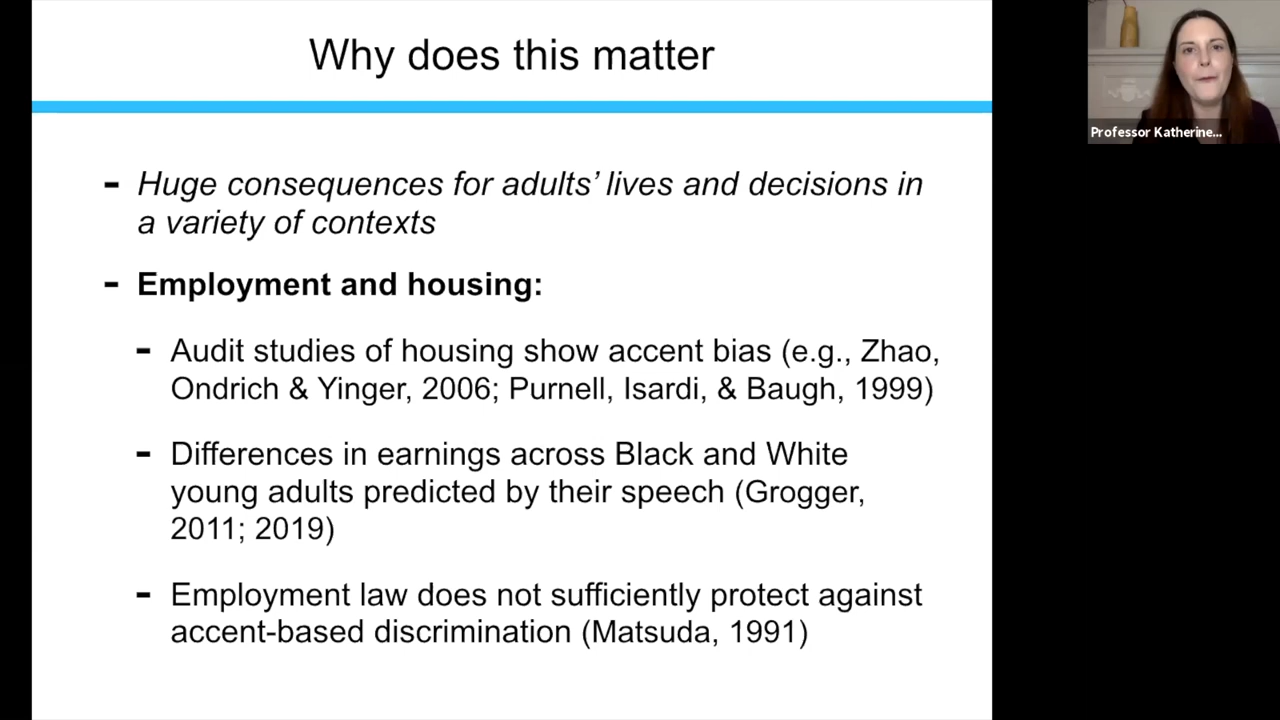 Why does this matter
Professor Katherine...
- Huge consequences for adults’ lives and decisions in
a variety of contexts
- Employment and housing:
- Audit studies of housing show accent bias (e.g., Zhao,
Ondrich & Yinger, 2006; Purnell, Isardi, & Baugh, 1999)
- Differences in earnings across Black and White
young adults predicted by their speech (Grogger,
2011; 2019)
- Employment law does not sufficiently protect against
accent-based discrimination (Matsuda, 1991)